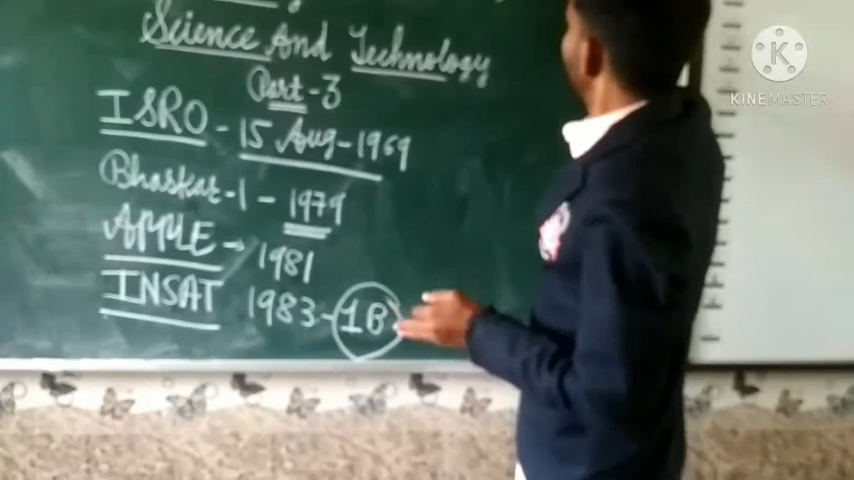 Science And Technology
Part-3
ISRO - 15 Aug-1969
Bhaskar-1 - 1979
APPLE - 1981
INSAT 1983-1B
K
KINEMASTER